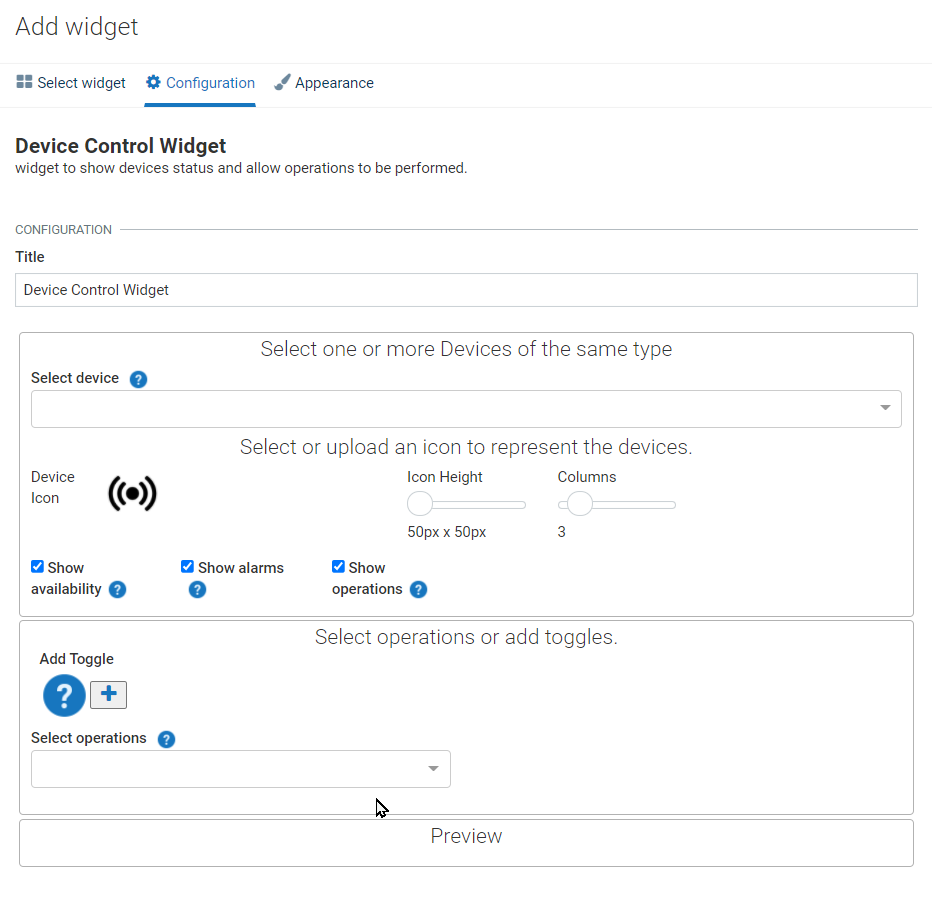 Add widget
Select widget Configuration Appearance
Device Control Widget
widget to show devices status and allow operations to be performed.
CONFIGURATION
Title
Device Control Widget
Select one or more Devices of the same type
Select device ?
Select or upload an icon to represent the devices.
Device Icon
Icon Height
50px x 50px
Columns
3
Show availability ?
Show alarms ?
Show operations ?
Select operations or add toggles.
Add Toggle
? +
Select operations ?
Preview